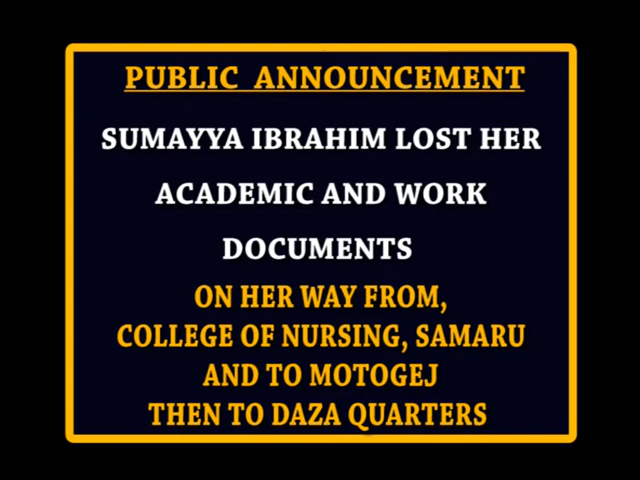 PUBLIC ANNOUNCEMENT
SUMAYYA IBRAHIM LOST HER
ACADEMIC AND WORK
DOCUMENTS
ON HER WAY FROM,
COLLEGE OF NURSING, SAMARU
AND TO MOTOGEJ
THEN TO DAZA QUARTERS